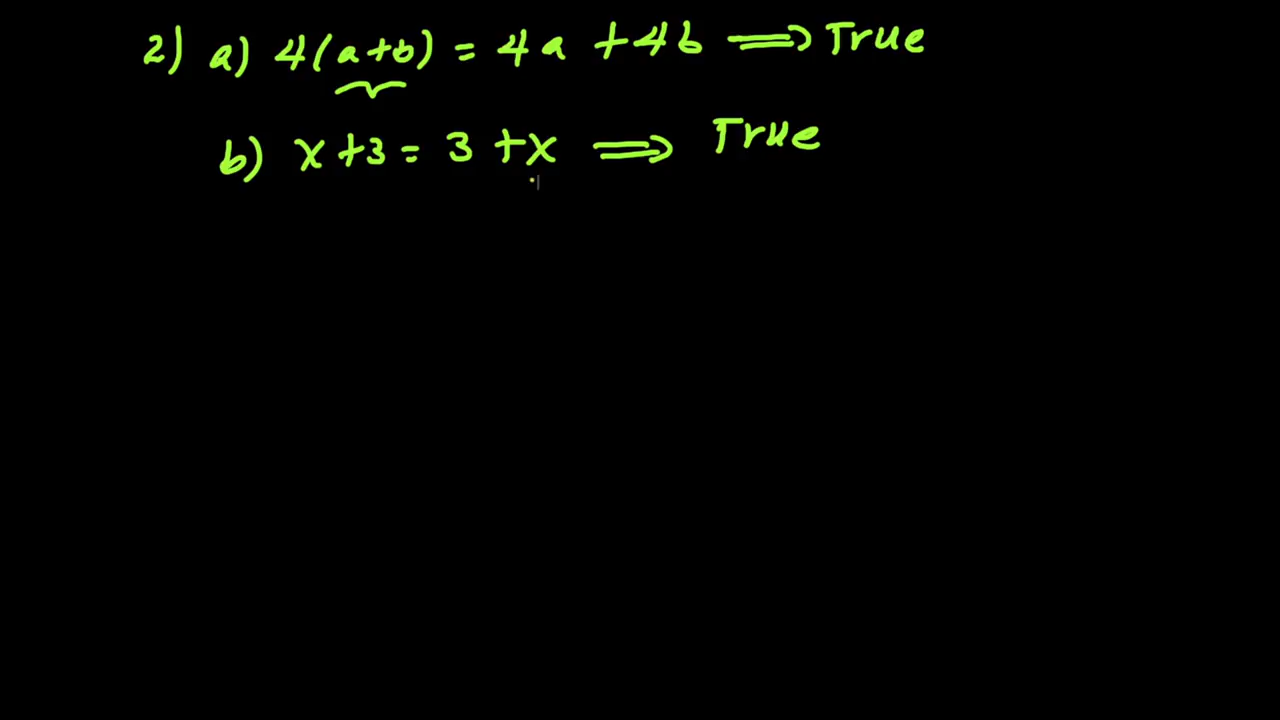 2) a) 4(a+b) = 4a + 4b ⟹ True
b) x + 3 = 3 + x ⟹ True